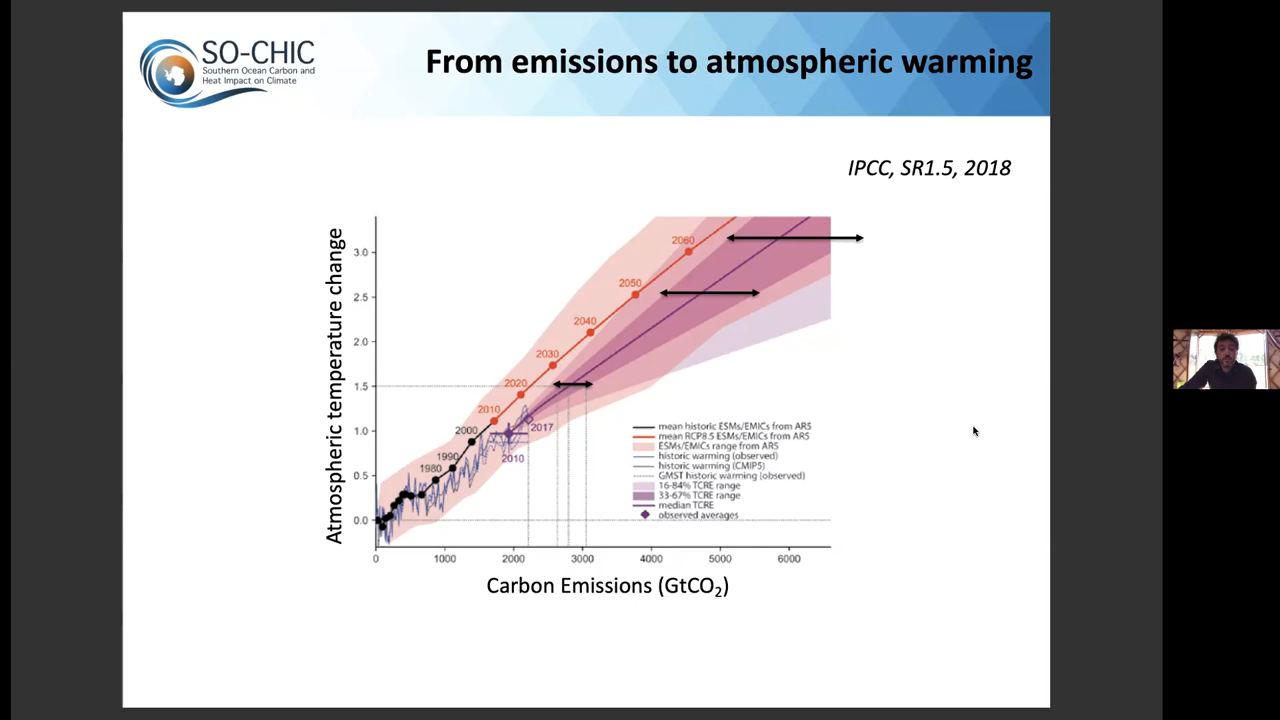 SO-CHIC
Southern Ocean Carbon and
Heat Impact on Climate
From emissions to atmospheric warming
IPCC, SR1.5, 2018
Atmospheric temperature change
3.0
2.5
2.0
1.5
1.0
0.5
0.0
2060
2050
2040
2030
2020
2010
2000
1990
1980
2017
2010
mean historic ESMs/EMICs from AR5
mean RCP8.5 ESMs/EMICs from AR5
ESMs/EMICs range from AR5
historic warming (observed)
historic warming (CMIP5)
GMST historic warming (observed)
16-84% TCRE range
33-67% TCRE range
median TCRE
observed averages
0 1000 2000 3000 4000 5000 6000
Carbon Emissions (GtCO₂)